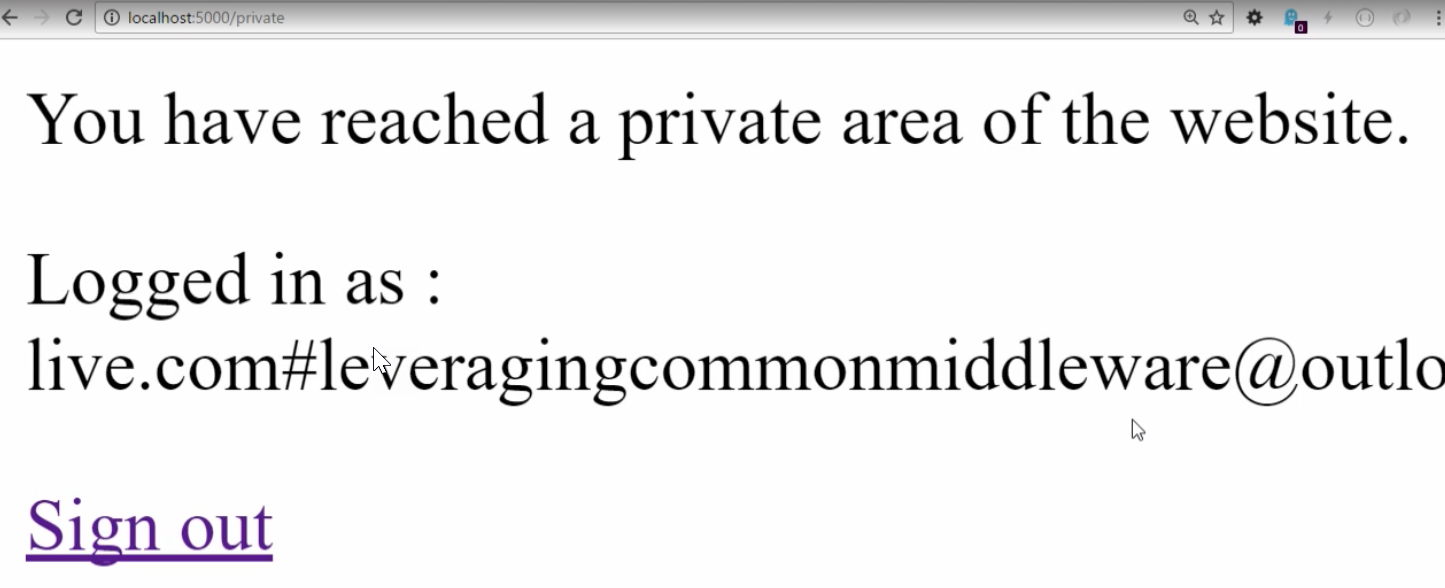 localhost:5000/private
0
You have reached a private area of the website.
Logged in as :
live.com#leveragingcommonmiddleware@outlo
Sign out